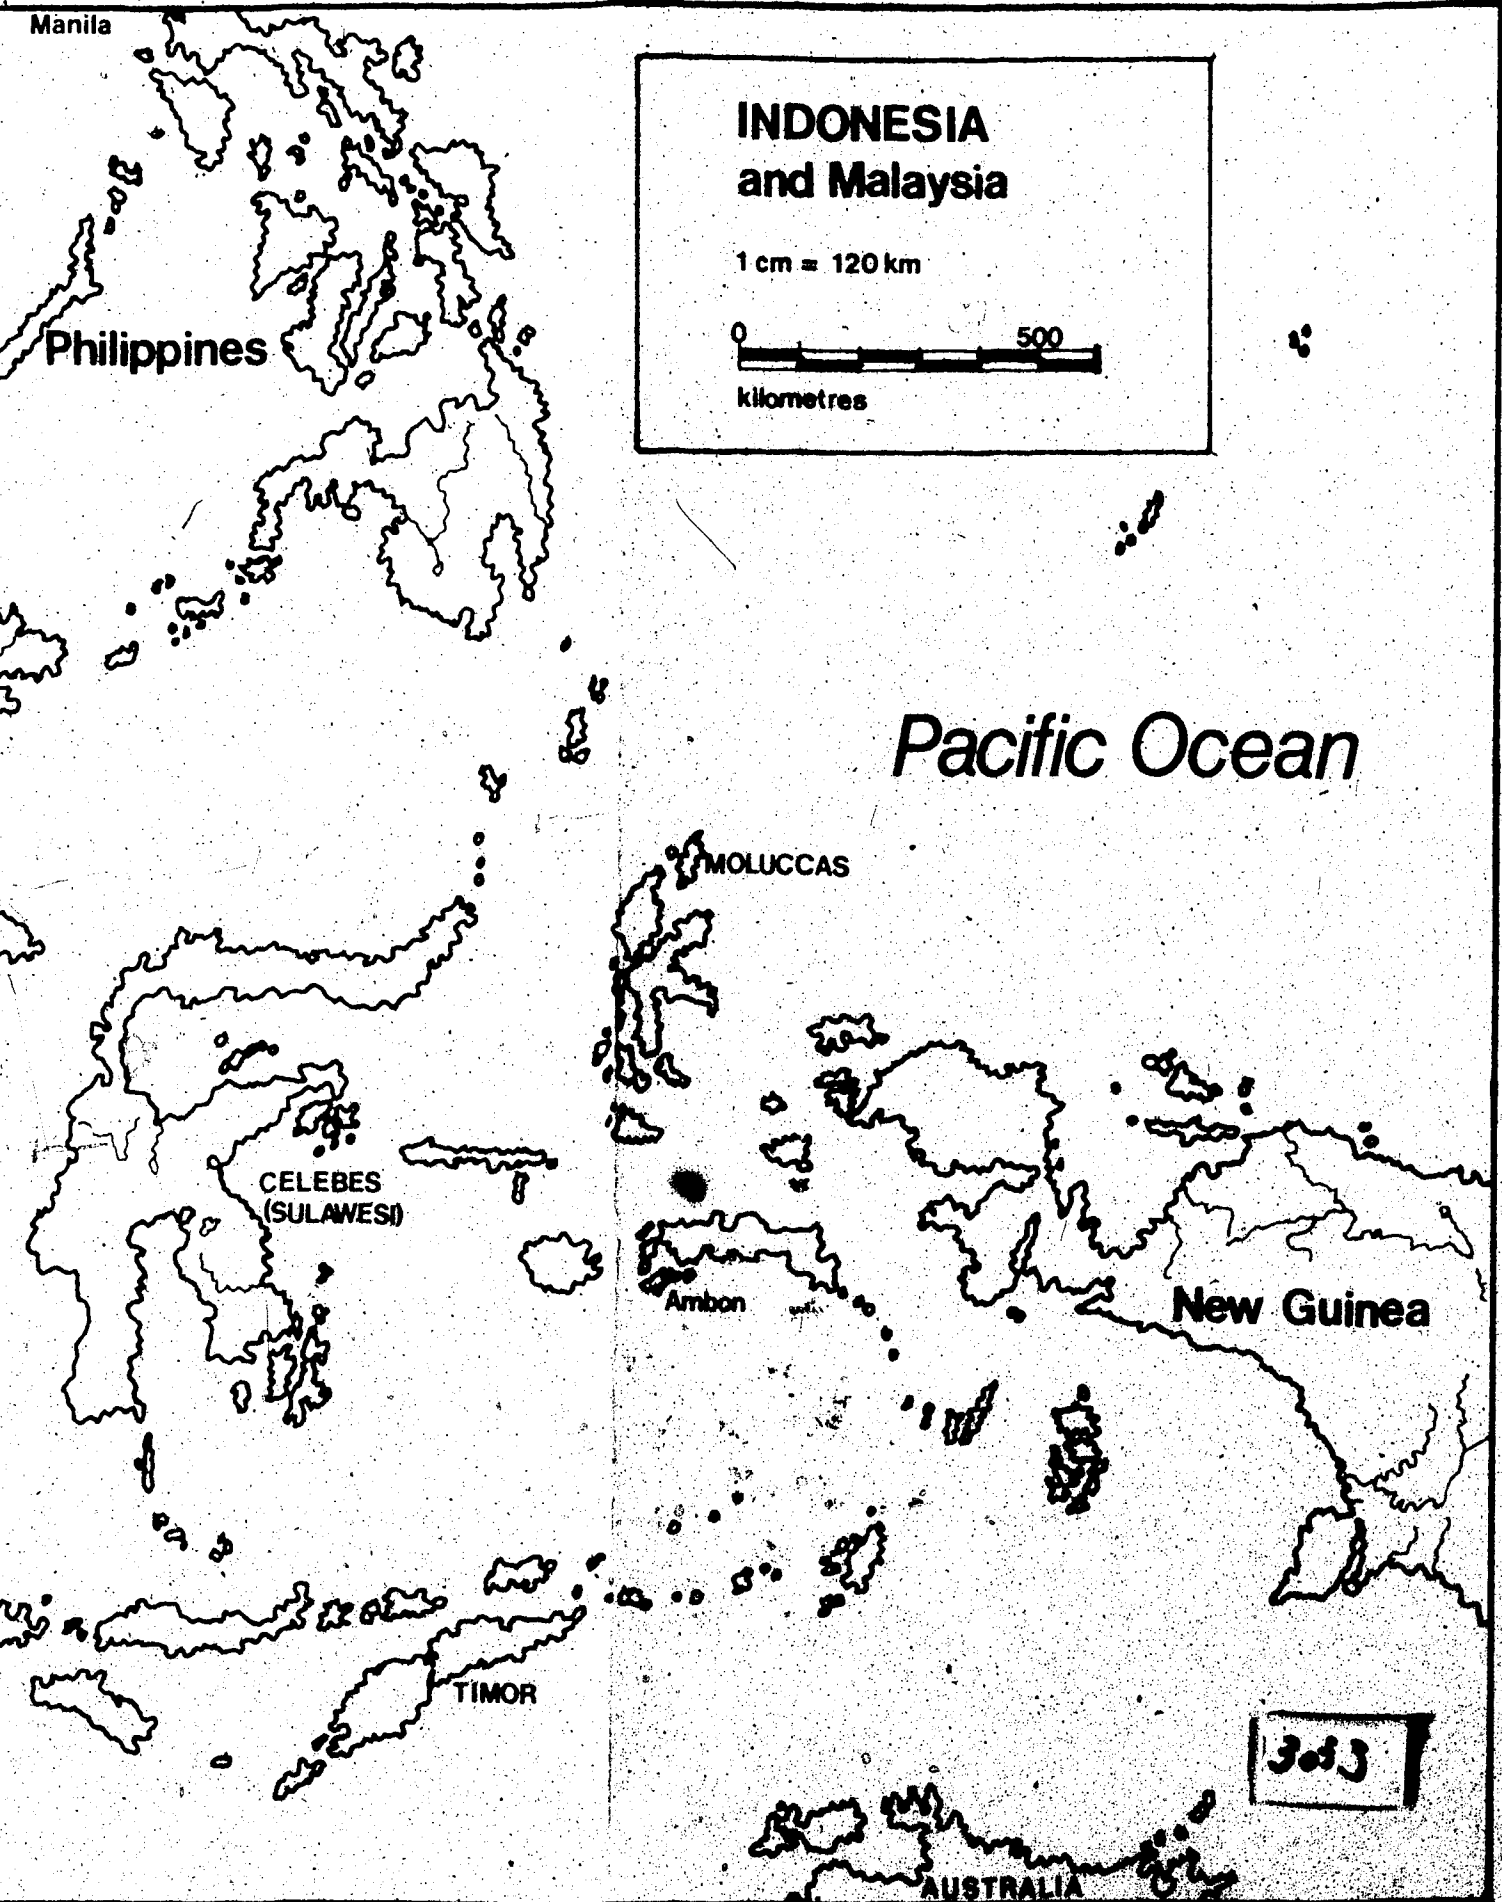 Manila
INDONESIA
and Malaysia
1 cm = 120 km
0 500
kilometres
Philippines
Pacific Ocean
MOLUCCAS
CELEBES
(SULAWESI)
Ambon
New Guinea
TIMOR
AUSTRALIA